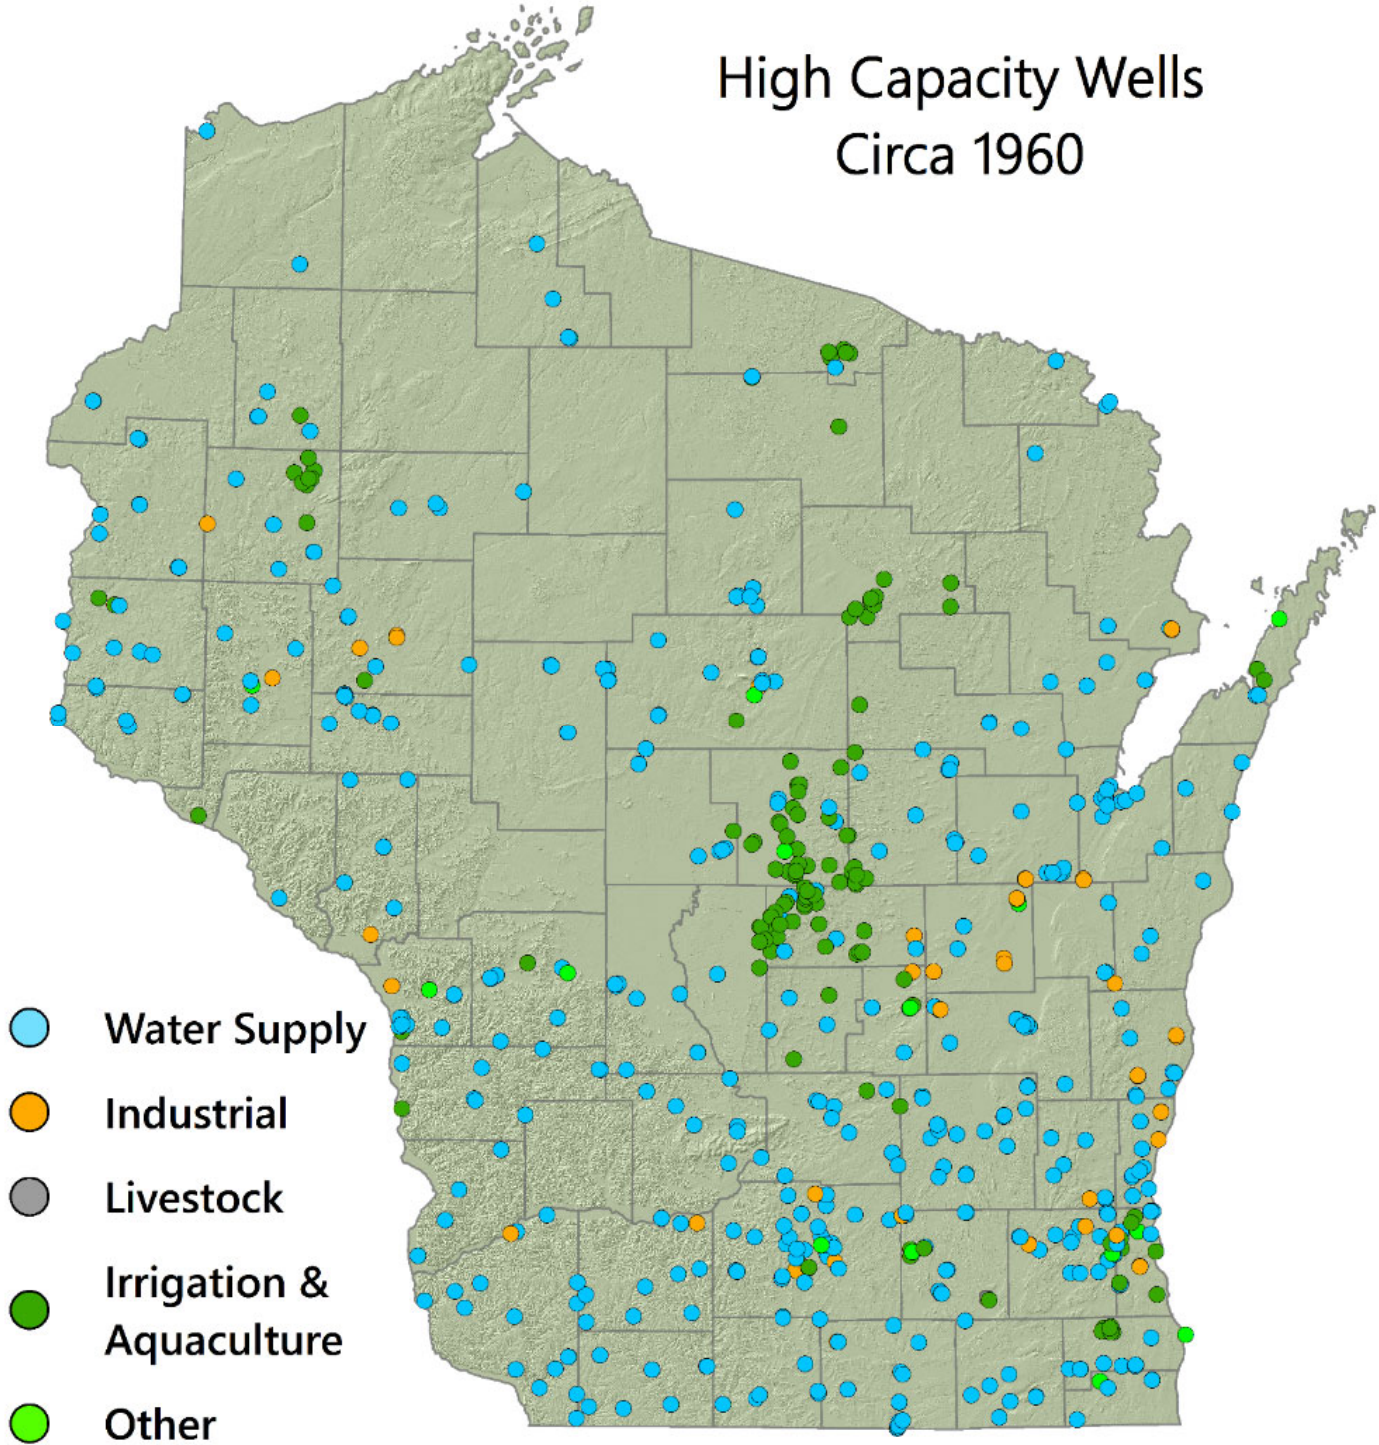 High Capacity Wells
Circa 1960
Water Supply
Industrial
Livestock
Irrigation &
Aquaculture
Other